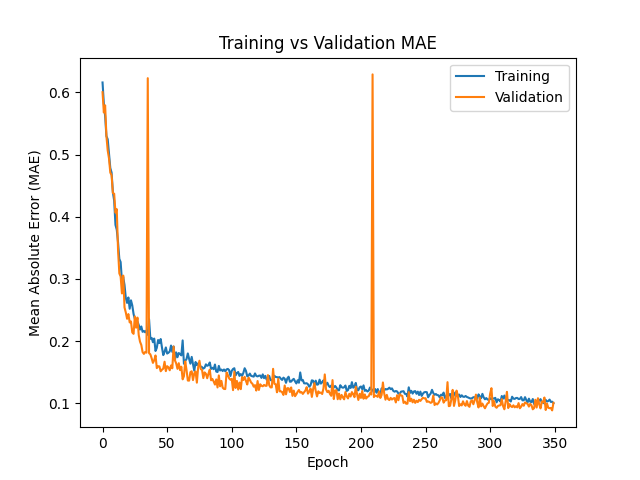 Training vs Validation MAE
Training
Validation
Mean Absolute Error (MAE)
0.6
0.5
0.4
0.3
0.2
0.1
0 50 100 150 200 250 300 350
Epoch